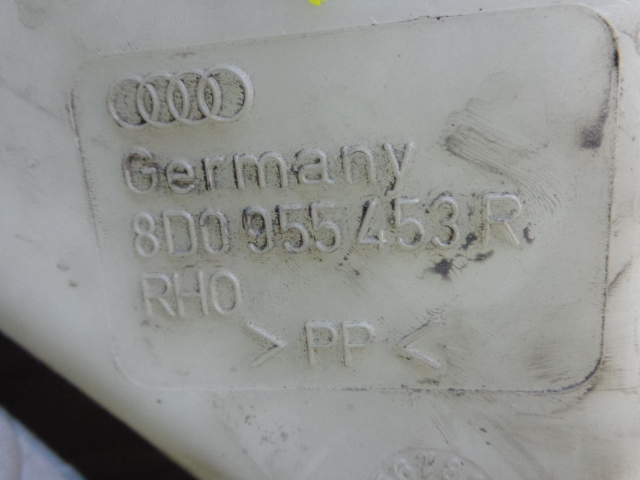 Germany
8D0 955 453 R
RHO
>PP<